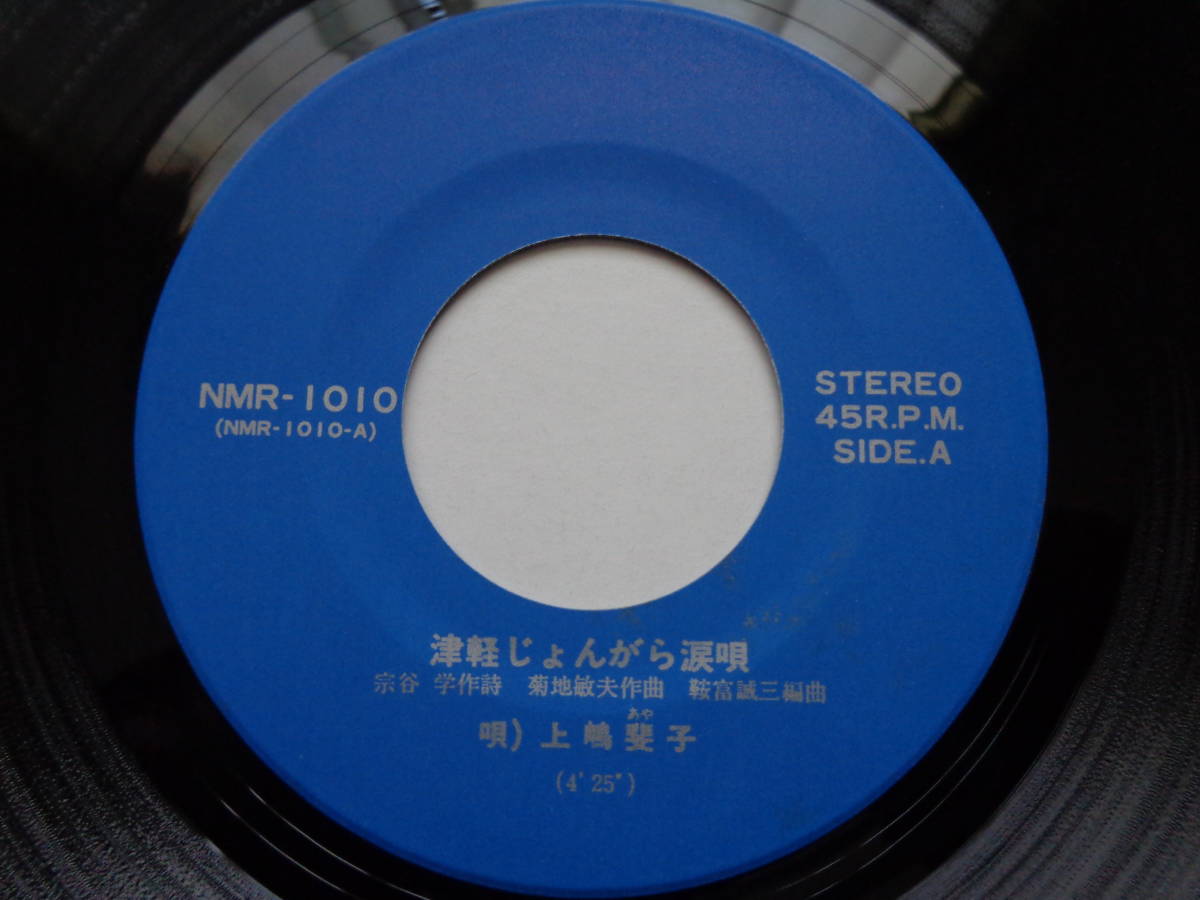 NMR-1010
(NMR-1010-A)
STEREO
45R.P.M.
SIDE.A
津軽じょんがら涙唄
宗谷 学作詩 菊地敏夫作曲 鞍富誠三編曲
あや
唄) 上嶋斐子
(4' 25")